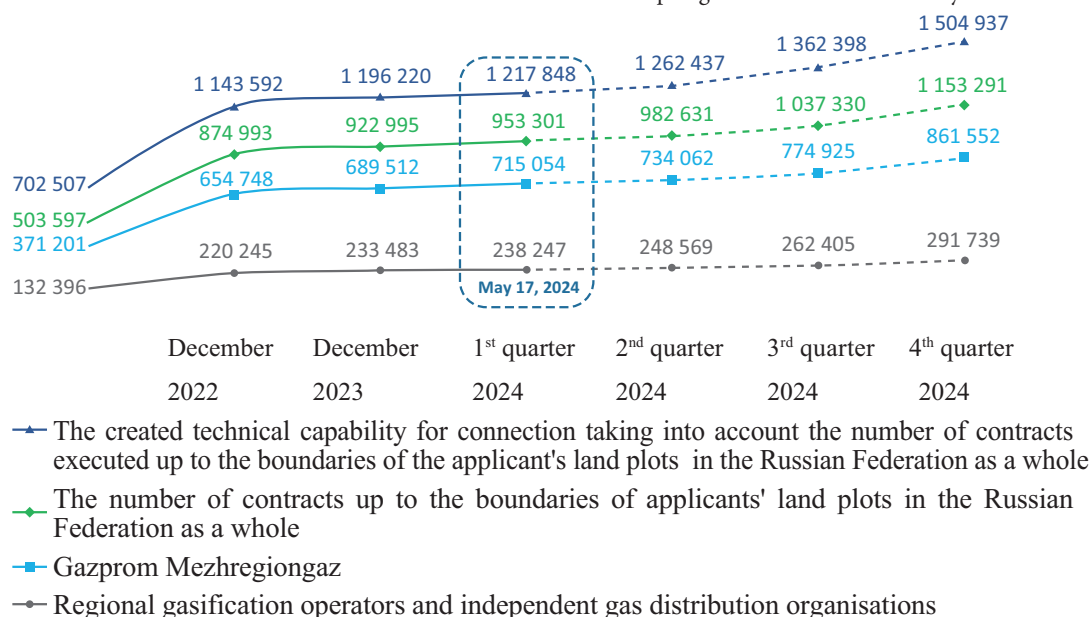 1 504 937
1 362 398
1 262 437
1 217 848
1 196 220
1 143 592
1 153 291
1 037 330
982 631
953 301
922 995
874 993
861 552
774 925
734 062
715 054
689 512
654 748
702 507
503 597
371 201
291 739
262 405
248 569
238 247
233 483
220 245
132 396
May 17, 2024
December December 1st quarter 2nd quarter 3rd quarter 4th quarter
2022 2023 2024 2024 2024 2024
The created technical capability for connection taking into account the number of contracts
executed up to the boundaries of the applicant's land plots in the Russian Federation as a whole
The number of contracts up to the boundaries of applicants' land plots in the Russian
Federation as a whole
Gazprom Mezhregiongaz
Regional gasification operators and independent gas distribution organisations